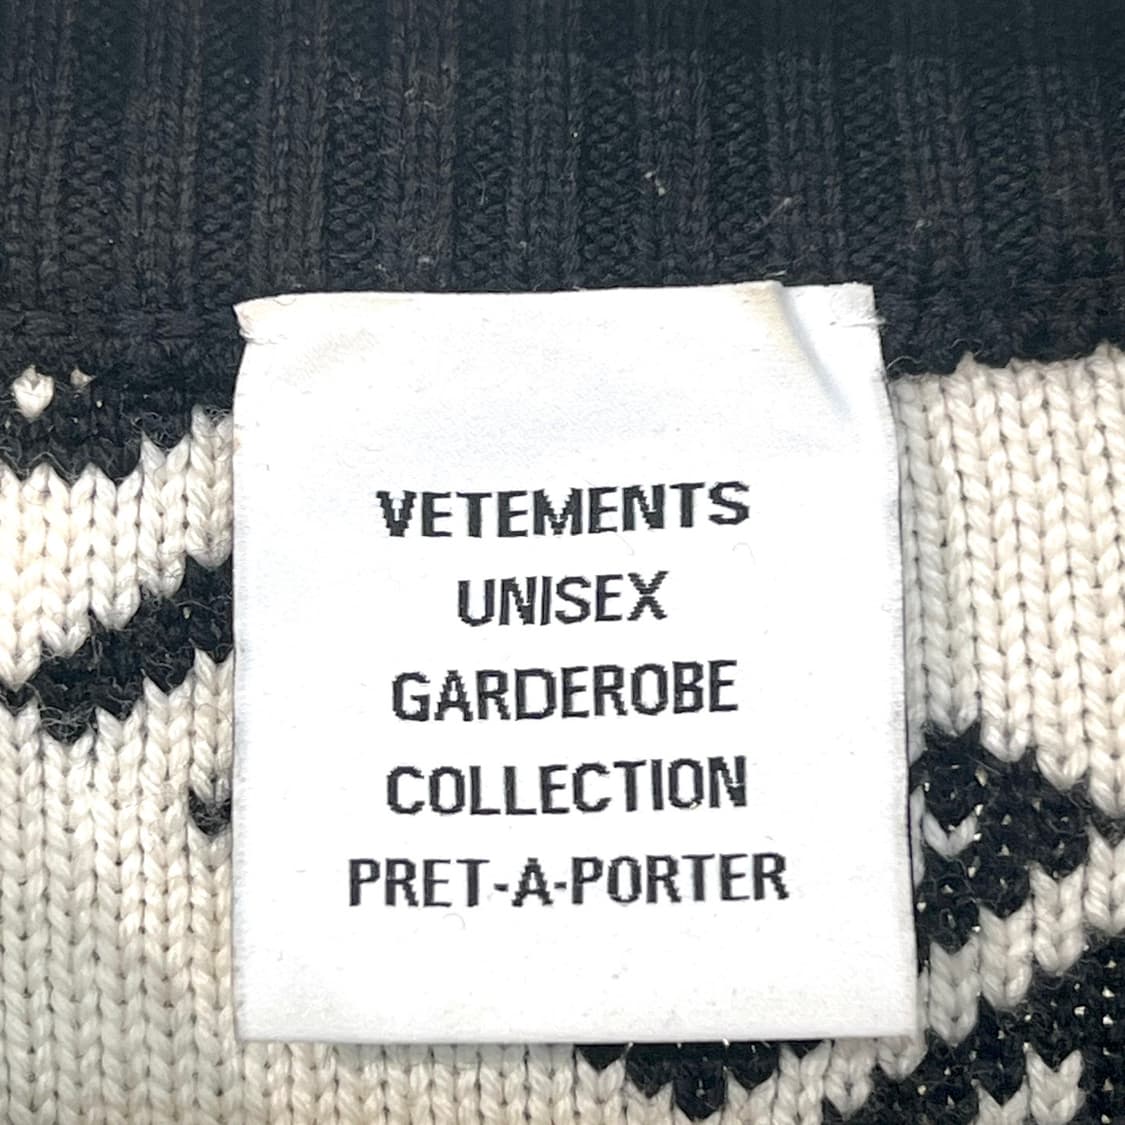 VETEMENTS
UNISEX
GARDEROBE
COLLECTION
PRET-A-PORTER